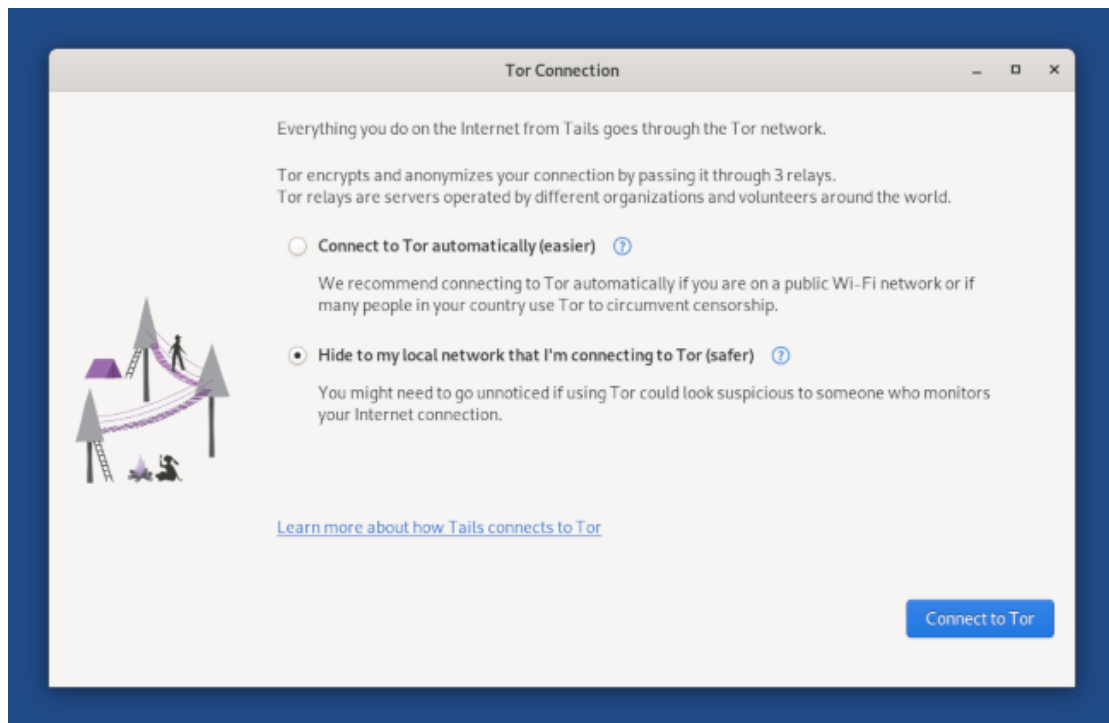 Tor Connection
Everything you do on the Internet from Tails goes through the Tor network.
Tor encrypts and anonymizes your connection by passing it through 3 relays.
Tor relays are servers operated by different organizations and volunteers around the world.
Connect to Tor automatically (easier) ?
We recommend connecting to Tor automatically if you are on a public Wi-Fi network or if
many people in your country use Tor to circumvent censorship.
Hide to my local network that I'm connecting to Tor (safer) ?
You might need to go unnoticed if using Tor could look suspicious to someone who monitors
your Internet connection.
Learn more about how Tails connects to Tor
Connect to Tor